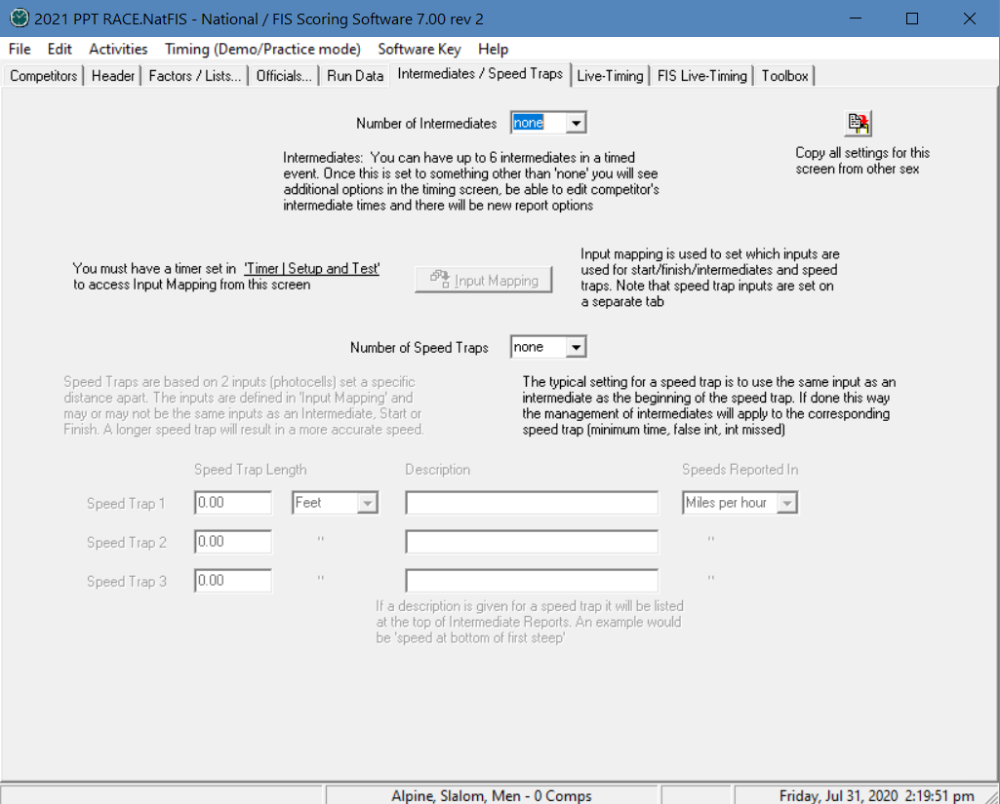 2021 PPT RACE.NatFIS - National / FIS Scoring Software 7.00 rev 2
File Edit Activities Timing (Demo/Practice mode) Software Key Help
Competitors Header Factors / Lists... Officials... Run Data Intermediates / Speed Traps Live-Timing FIS Live-Timing Toolbox
Number of Intermediates none
Copy all settings for this
screen from other sex
Intermediates: You can have up to 6 intermediates in a timed
event. Once this is set to something other than 'none' you will see
additional options in the timing screen, be able to edit competitor's
intermediate times and there will be new report options
You must have a timer set in 'Timer | Setup and Test'
to access Input Mapping from this screen
Input Mapping
Input mapping is used to set which inputs are
used for start/finish/intermediates and speed
traps. Note that speed trap inputs are set on
a separate tab
Number of Speed Traps none
Speed Traps are based on 2 inputs (photocells) set a specific
distance apart. The inputs are defined in 'Input Mapping' and
may or may not be the same inputs as an Intermediate, Start or
Finish. A longer speed trap will result in a more accurate speed.
The typical setting for a speed trap is to use the same input as an
intermediate as the beginning of the speed trap. If done this way
the management of intermediates will apply to the corresponding
speed trap (minimum time, false int, int missed)
Speed Trap Length Description Speeds Reported In
Speed Trap 1 0.00 Feet Miles per hour
Speed Trap 2 0.00 " "
Speed Trap 3 0.00 " "
If a description is given for a speed trap it will be listed
at the top of Intermediate Reports. An example would
be 'speed at bottom of first steep'
Alpine, Slalom, Men - 0 Comps Friday, Jul 31, 2020 2:19:51 pm